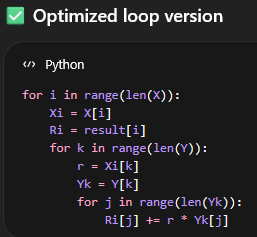 ✅ Optimized loop version
</> Python
for i in range(len(X)):
    Xi = X[i]
    Ri = result[i]
    for k in range(len(Y)):
        r = Xi[k]
        Yk = Y[k]
        for j in range(len(Yk)):
            Ri[j] += r * Yk[j]